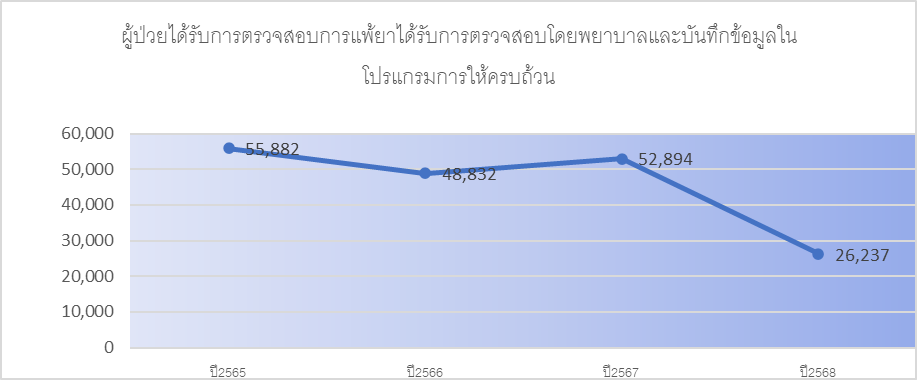 ผู้ป่วยได้รับการตรวจสอบการแพ้ยาได้รับการตรวจสอบโดยพยาบาลและบันทึกข้อมูลใน
โปรแกรมการให้ครบถ้วน
60,000
50,000
40,000
30,000
20,000
10,000
0
55,882
48,832
52,894
26,237
ปี2565
ปี2566
ปี2567
ปี2568